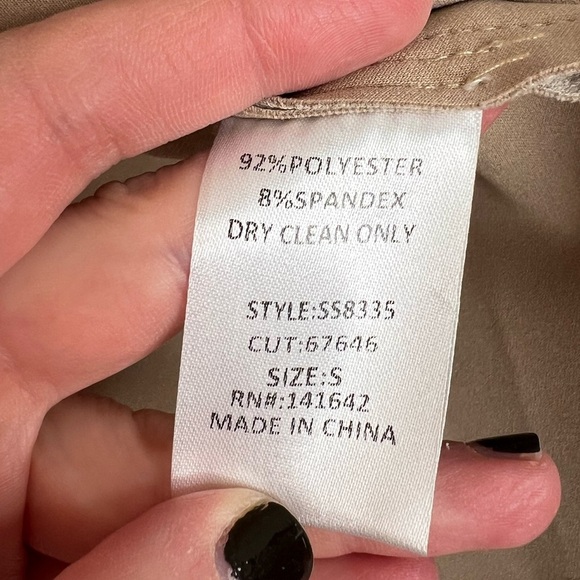 92%POLYESTER
8%SPANDEX
DRY CLEAN ONLY
STYLE:SS8335
CUT:67646
SIZE:S
RN#:141642
MADE IN CHINA